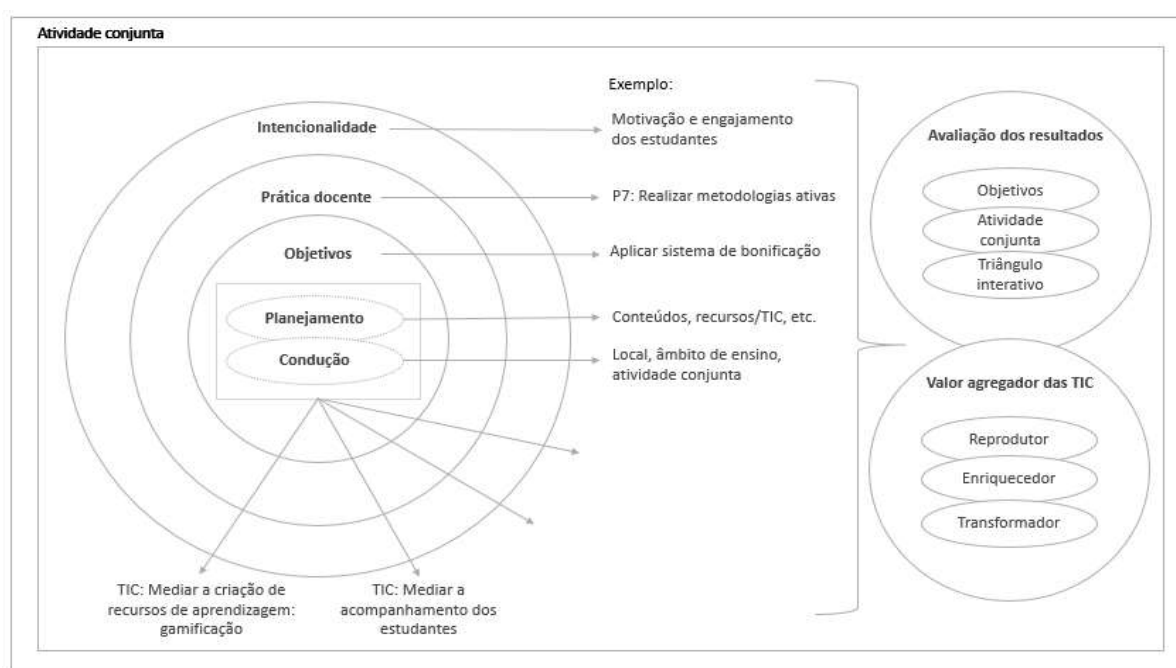 Atividade conjunta
Intencionalidade
Prática docente
Objetivos
Planejamento
Condução
Exemplo:
Motivação e engajamento
dos estudantes
P7: Realizar metodologias ativas
Aplicar sistema de bonificação
Conteúdos, recursos/TIC, etc.
Local, âmbito de ensino,
atividade conjunta
TIC: Mediar a criação de
recursos de aprendizagem:
gamificação
TIC: Mediar a
acompanhamento dos
estudantes
Avaliação dos resultados
Objetivos
Atividade
conjunta
Triângulo
interativo
Valor agregador das TIC
Reprodutor
Enriquecedor
Transformador